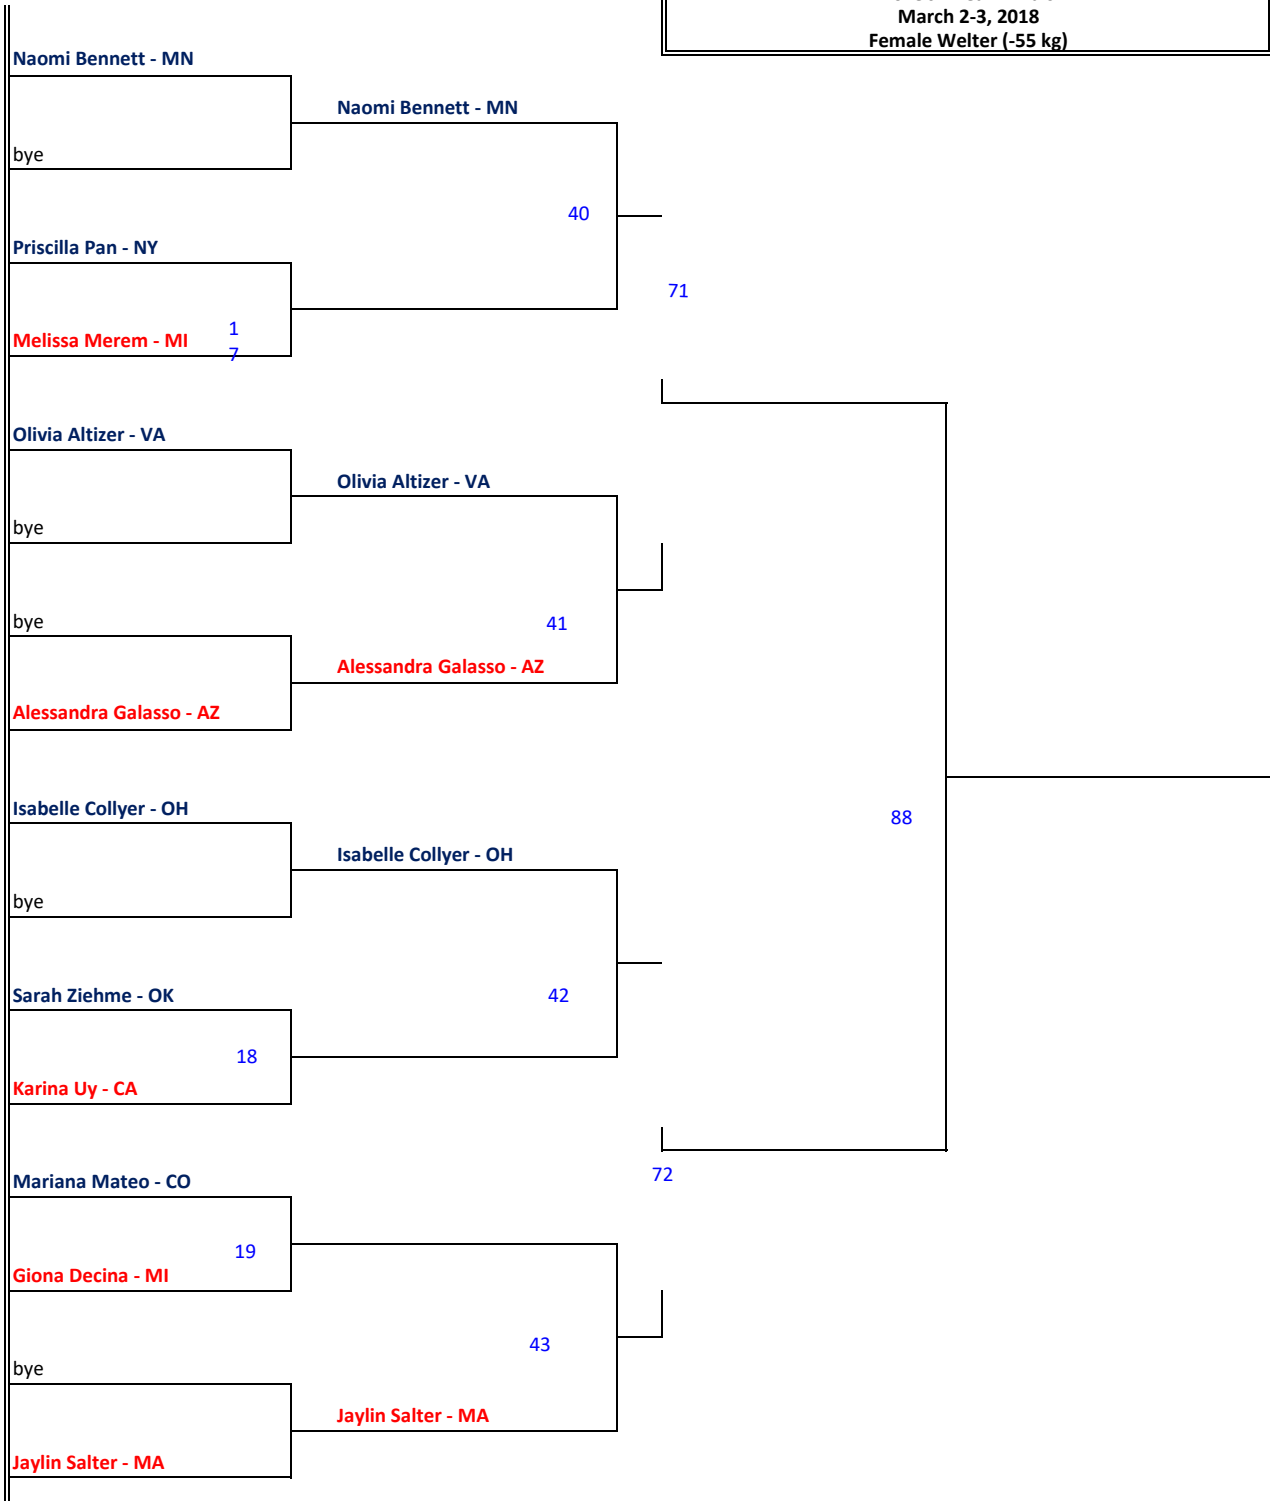 March 2-3, 2018
Female Welter (-55 kg)
Naomi Bennett - MN
Naomi Bennett - MN
bye
40
Priscilla Pan - NY
71
1
Melissa Merem - MI
7
Olivia Altizer - VA
Olivia Altizer - VA
bye
bye
41
Alessandra Galasso - AZ
Alessandra Galasso - AZ
Isabelle Collyer - OH
88
Isabelle Collyer - OH
bye
Sarah Ziehme - OK
42
18
Karina Uy - CA
72
Mariana Mateo - CO
19
Giona Decina - MI
43
bye
Jaylin Salter - MA
Jaylin Salter - MA